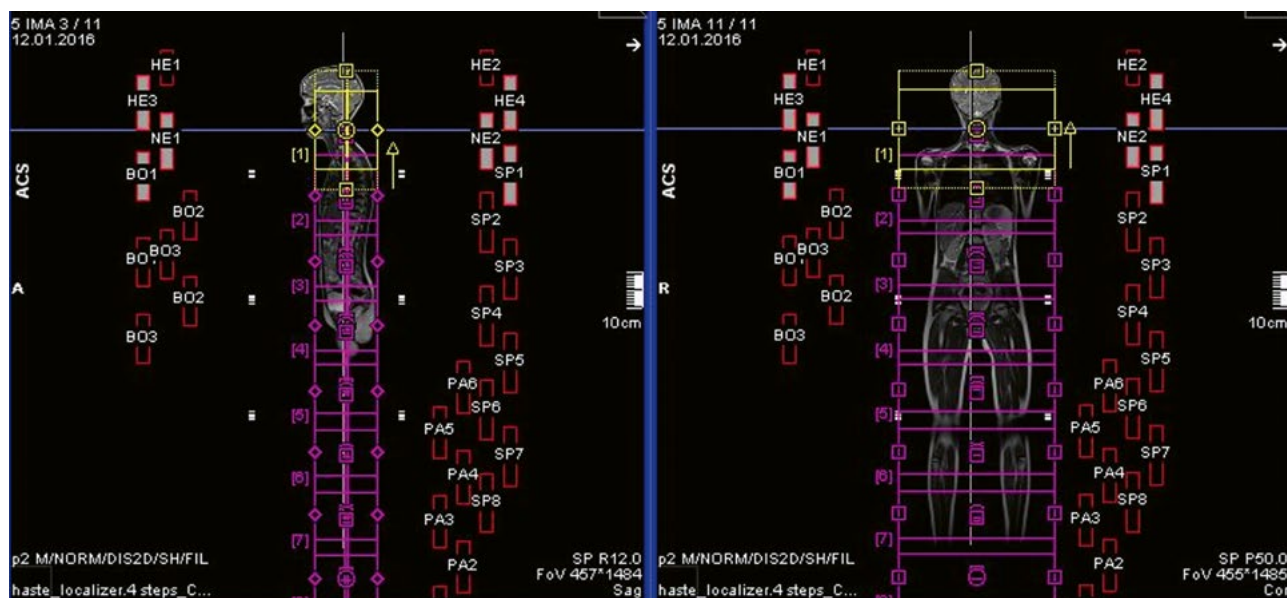 5 IMA 3 / 11
12.01.2016
HE1
HE2
HE3
HE4
NE1
NE2
[1]
ACS
BO1
SP1
BO2
SP2
[2]
BO3
SP3
[3]
A
BO2
SP4
10cm
BO3
[4]
SP5
PA6
SP6
[5]
PA5
SP7
PA4
[6]
SP8
PA3
[7]
PA2
p2 M/NORM/DIS2D/SH/FIL
SP R12.0
FoV 457*1484
haste_localizer.4 steps_C...
Sag
5 IMA 11 / 11
12.01.2016
HE1
HE2
HE3
HE4
NE1
NE2
[1]
ACS
BO1
SP1
BO2
SP2
[2]
BO3
SP3
[3]
R
BO2
SP4
10cm
BO3
[4]
SP5
PA6
SP6
[5]
PA5
SP7
PA4
[6]
SP8
PA3
[7]
PA2
p2 M/NORM/DIS2D/SH/FIL
SP P50.0
FoV 455*1485
haste_localizer.4 steps_C...